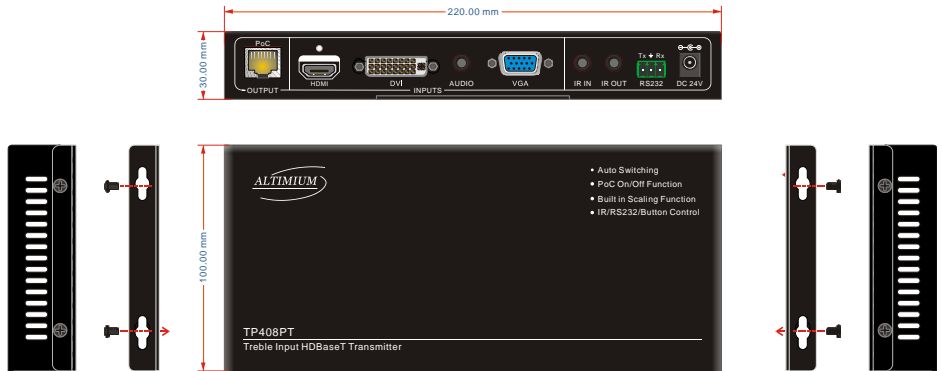 220.00 mm
30.00 mm
PoC
Tx + Rx
HDMI
DVI
AUDIO
VGA
IR IN
IR OUT
RS232
DC 24V
OUTPUT
INPUTS
100.00 mm
ALTIMIUM
• Auto Switching
• PoC On/Off Function
• Built in Scaling Function
• IR/RS232/Button Control
TP408PT
Treble Input HDBaseT Transmitter